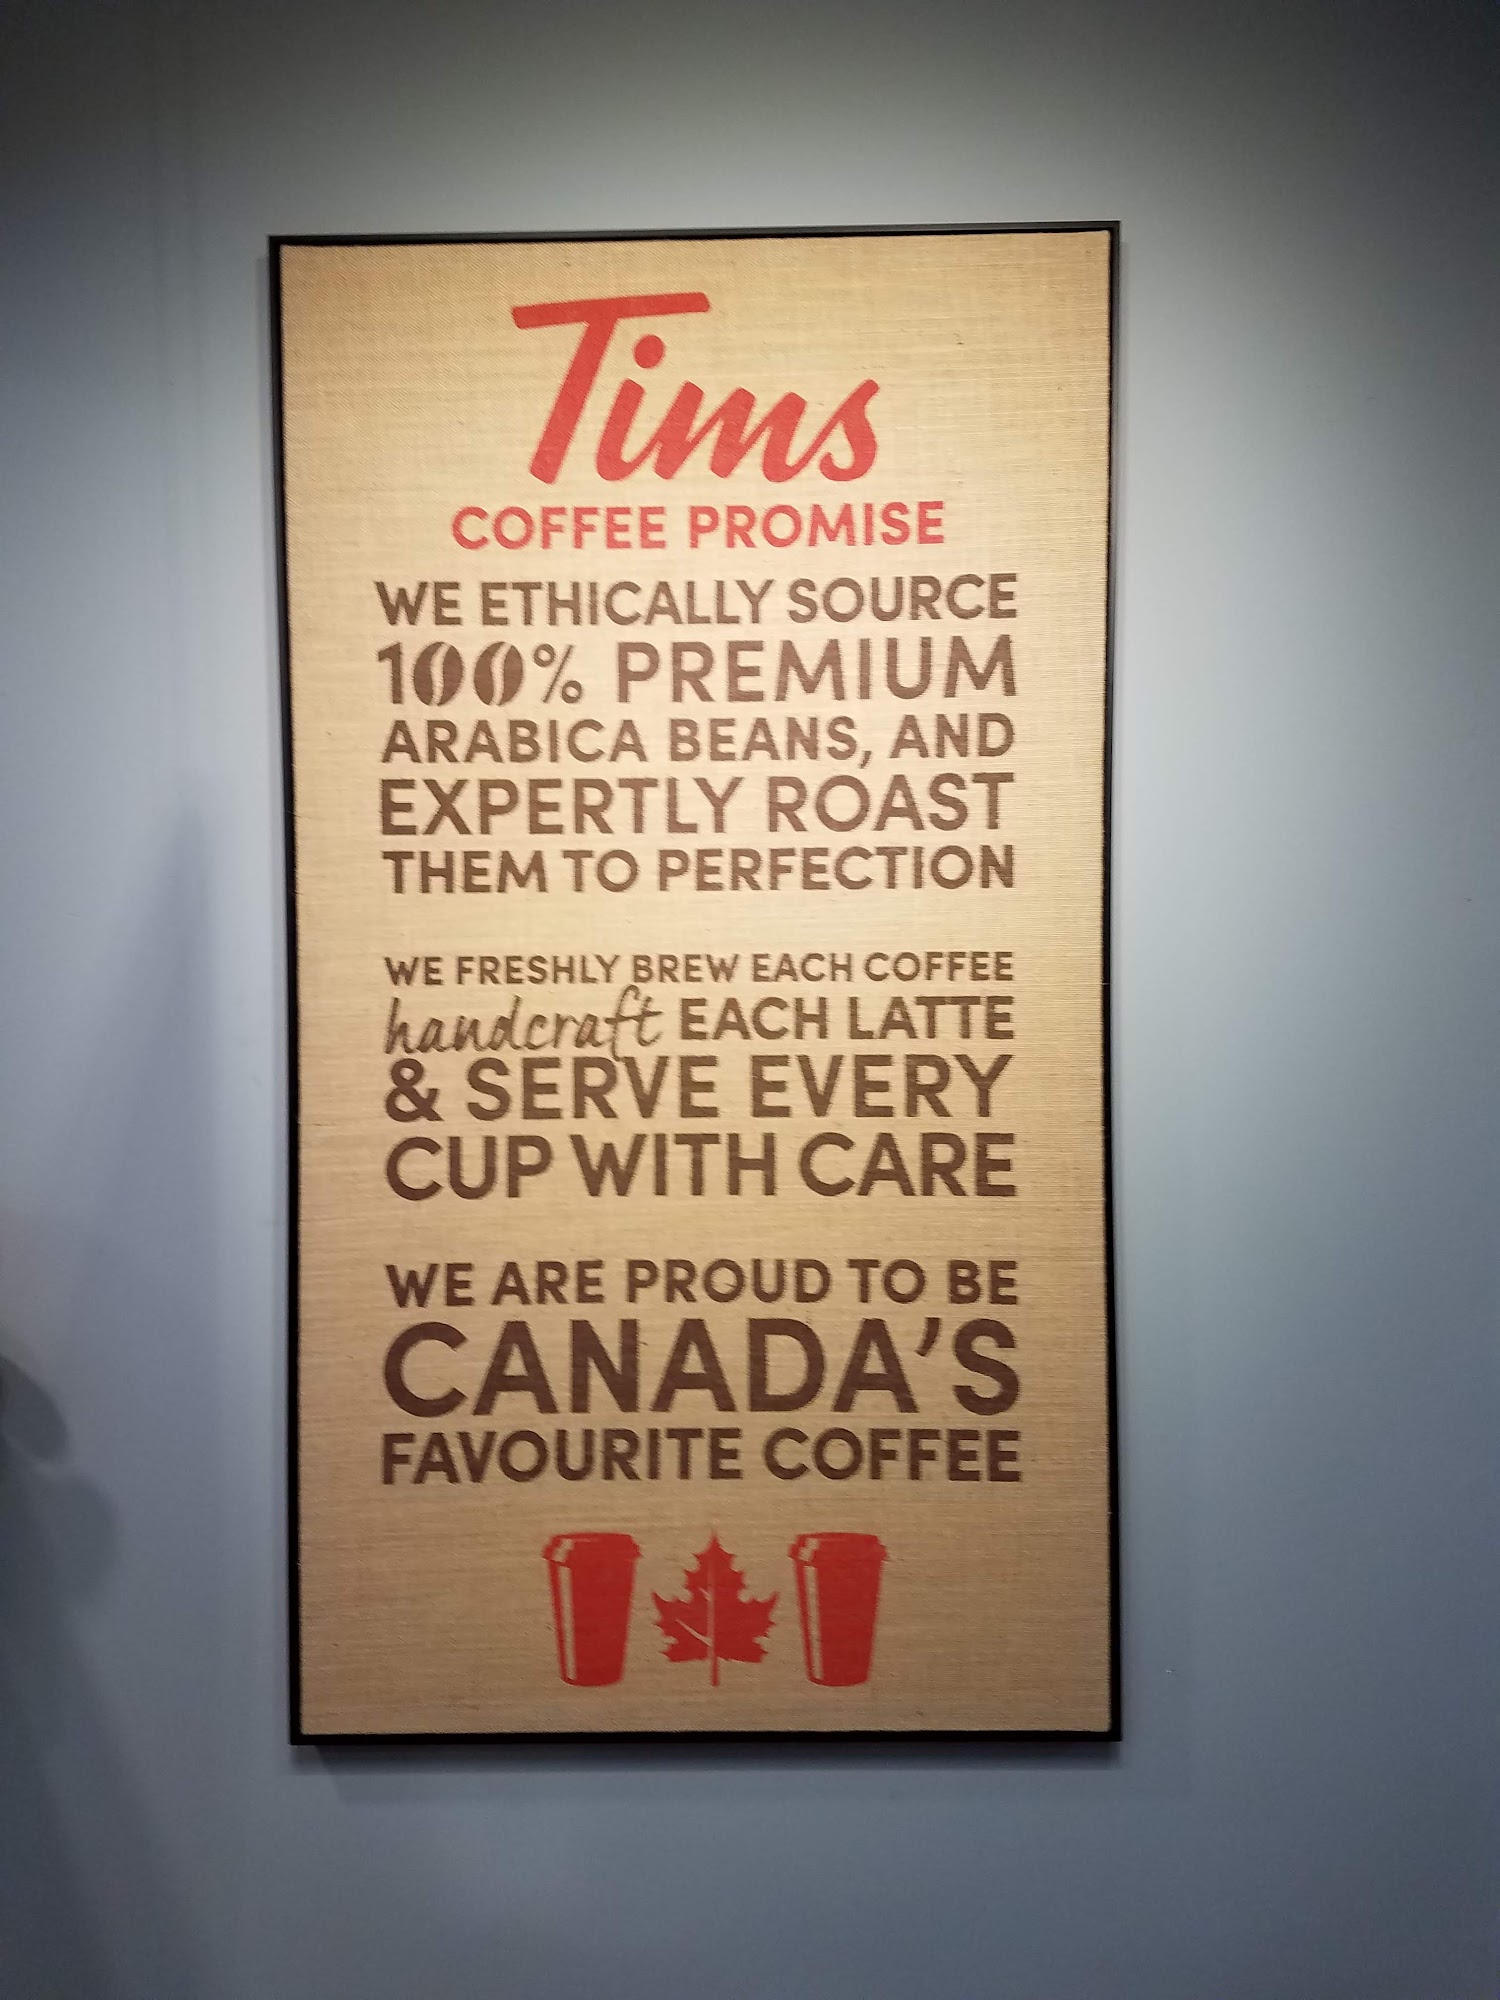 Tims
COFFEE PROMISE
WE ETHICALLY SOURCE
100% PREMIUM
ARABICA BEANS, AND
EXPERTLY ROAST
THEM TO PERFECTION
WE FRESHLY BREW EACH COFFEE
handcraft EACH LATTE
& SERVE EVERY
CUP WITH CARE
WE ARE PROUD TO BE
CANADA'S
FAVOURITE COFFEE